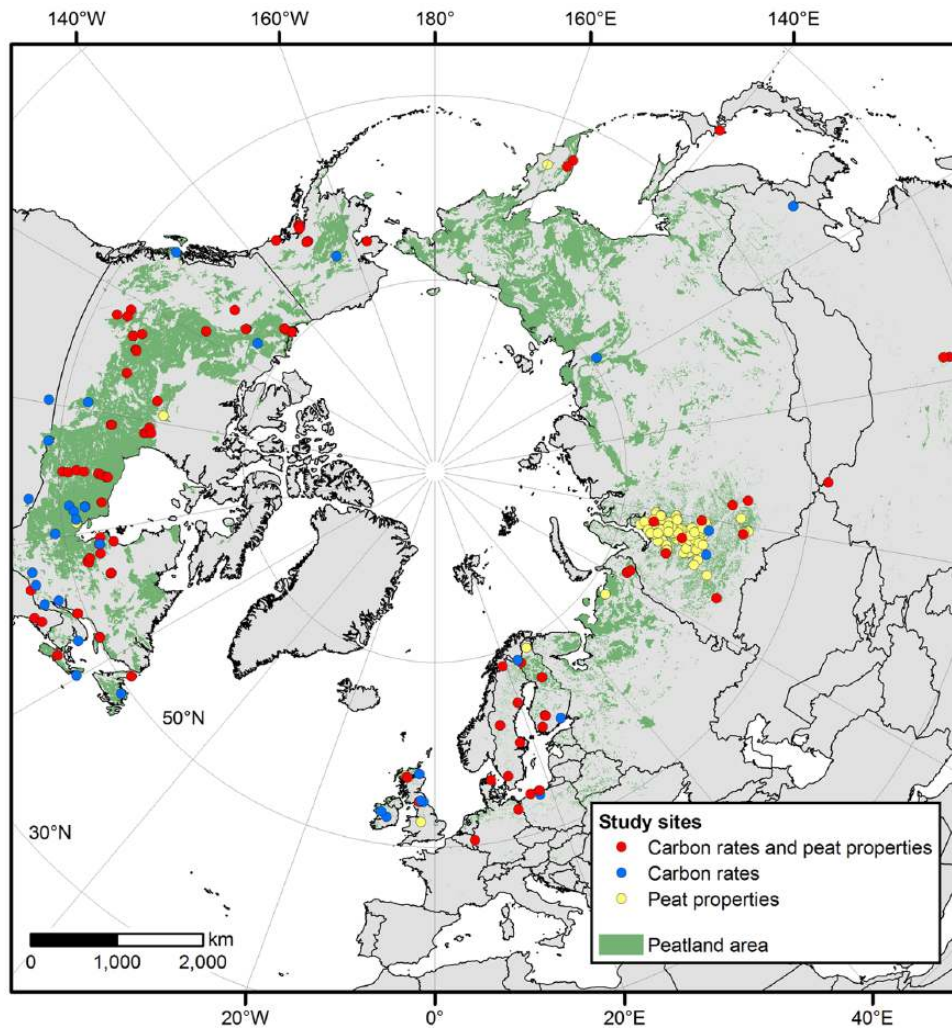 140°W 160°W 180° 160°E 140°E
50°N
30°N
Study sites
Carbon rates and peat properties
Carbon rates
Peat properties
Peatland area
km
0 1,000 2,000
20°W 0° 20°E 40°E